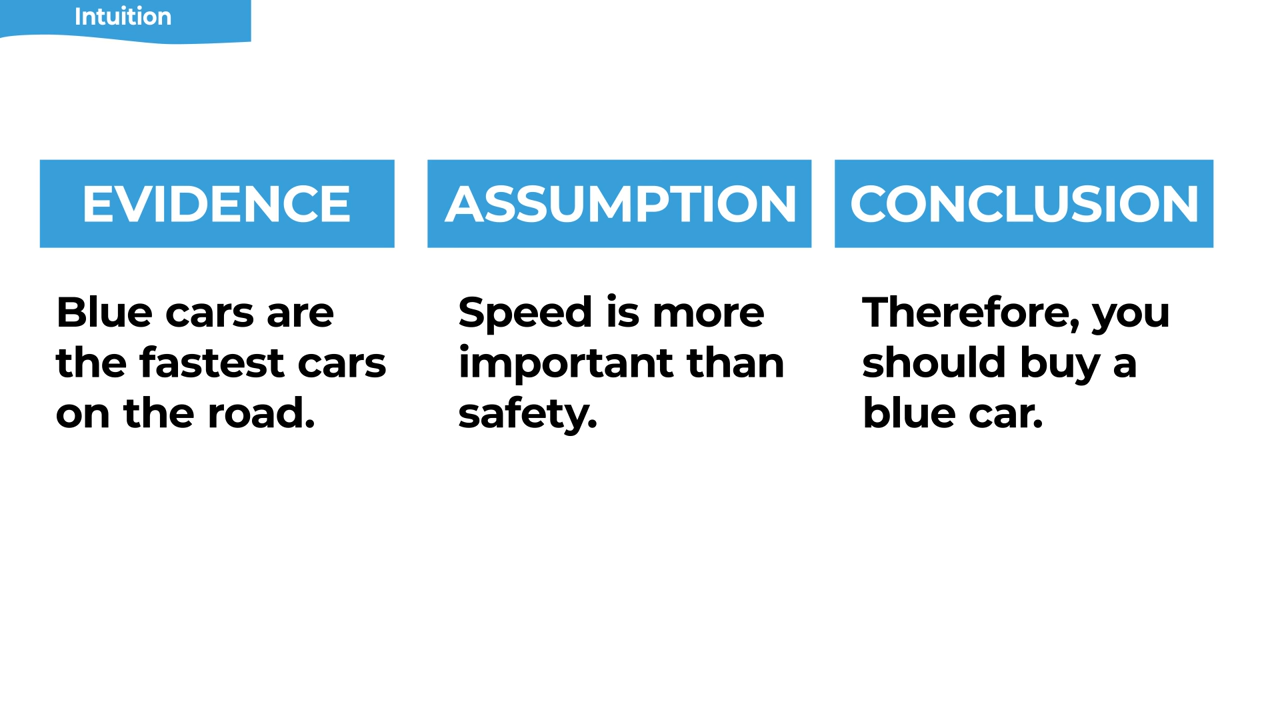 Intuition
EVIDENCE
Blue cars are
the fastest cars
on the road.
ASSUMPTION
Speed is more
important than
safety.
CONCLUSION
Therefore, you
should buy a
blue car.